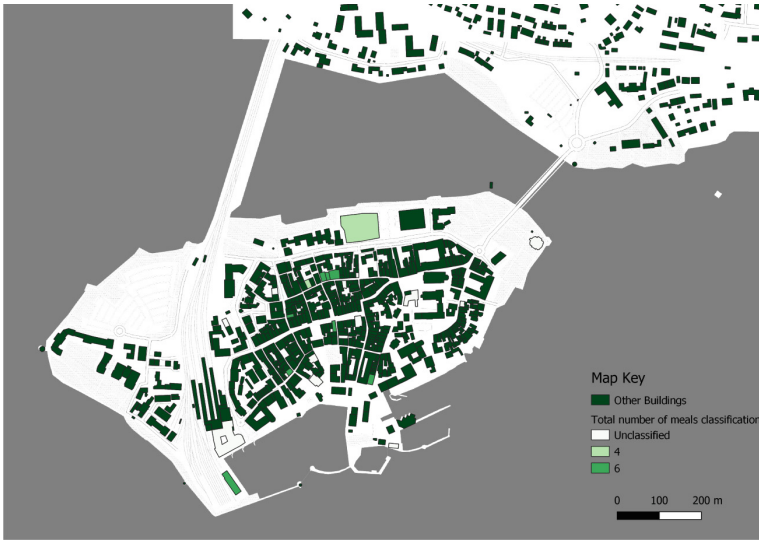 Map Key
Other Buildings
Total number of meals classification
Unclassified
4
6
0 100 200 m